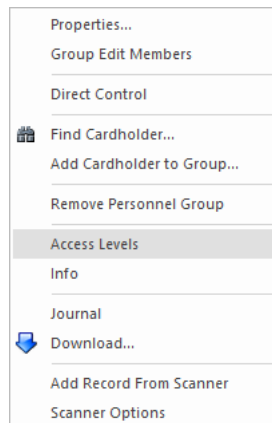 Properties...
Group Edit Members
Direct Control
Find Cardholder...
Add Cardholder to Group...
Remove Personnel Group
Access Levels
Info
Journal
Download...
Add Record From Scanner
Scanner Options